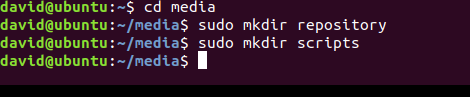 david@ubuntu:~$ cd media
david@ubuntu:~/media$ sudo mkdir repository
david@ubuntu:~/media$ sudo mkdir scripts
david@ubuntu:~/media$